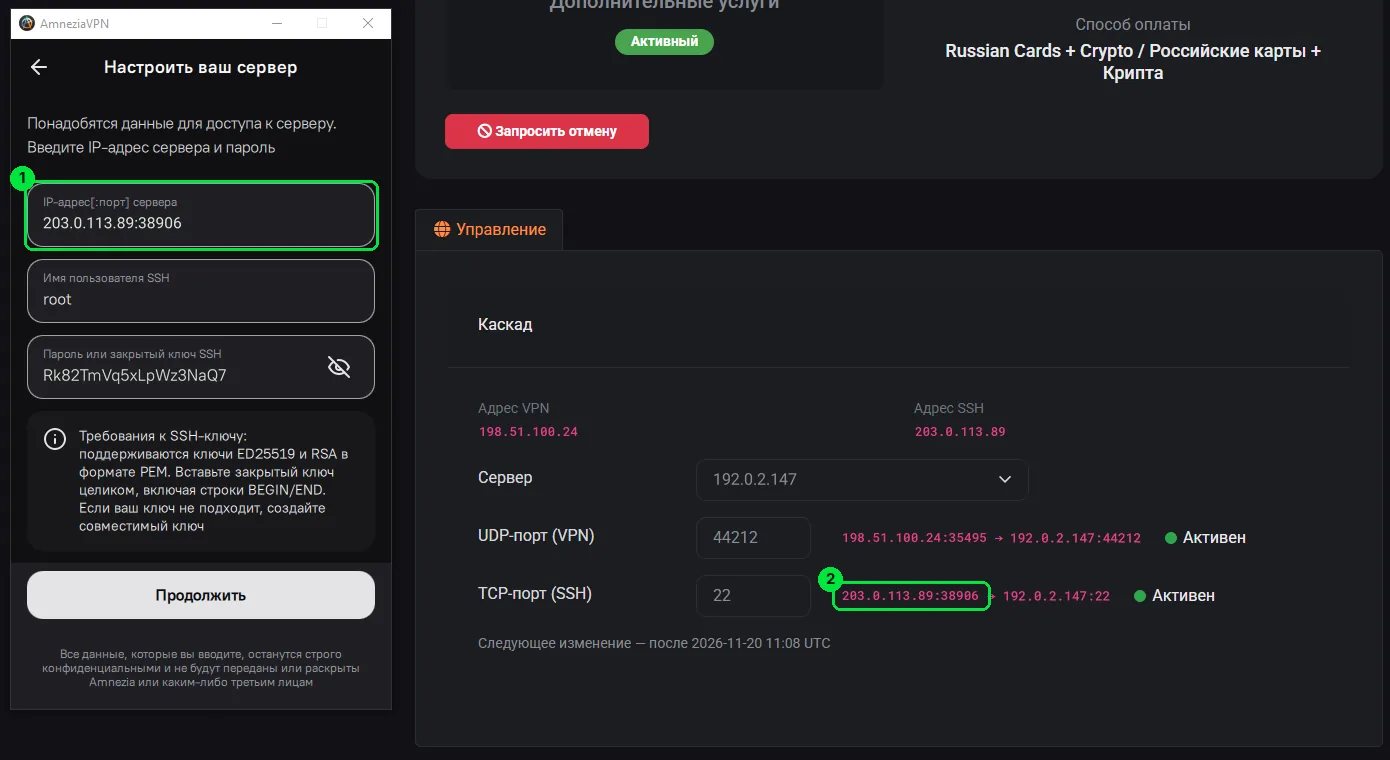 AmneziaVPN
Настроить ваш сервер
Понадобятся данные для доступа к серверу.
Введите IP-адрес сервера и пароль
1
IP-адрес[:порт] сервера
203.0.113.89:38906
Имя пользователя SSH
root
Пароль или закрытый ключ SSH
Rk82TmVq5xLpWz3NaQ7
Требования к SSH-ключу:
поддерживаются ключи ED25519 и RSA в
формате PEM. Вставьте закрытый ключ
целиком, включая строки BEGIN/END.
Если ваш ключ не подходит, создайте
совместимый ключ
Продолжить
Все данные, которые вы вводите, останутся строго
конфиденциальными и не будут переданы или раскрыты
Amnezia или каким-либо третьим лицам
Дополнительные услуги
Активный
Способ оплаты
Russian Cards + Crypto / Российские карты +
Крипта
Запросить отмену
Управление
Каскад
Адрес VPN
198.51.100.24
Адрес SSH
203.0.113.89
Сервер
192.0.2.147
UDP-порт (VPN)
44212
198.51.100.24:35495 → 192.0.2.147:44212
Активен
TCP-порт (SSH)
22
2
203.0.113.89:38906 → 192.0.2.147:22
Активен
Следующее изменение — после 2026-11-20 11:08 UTC